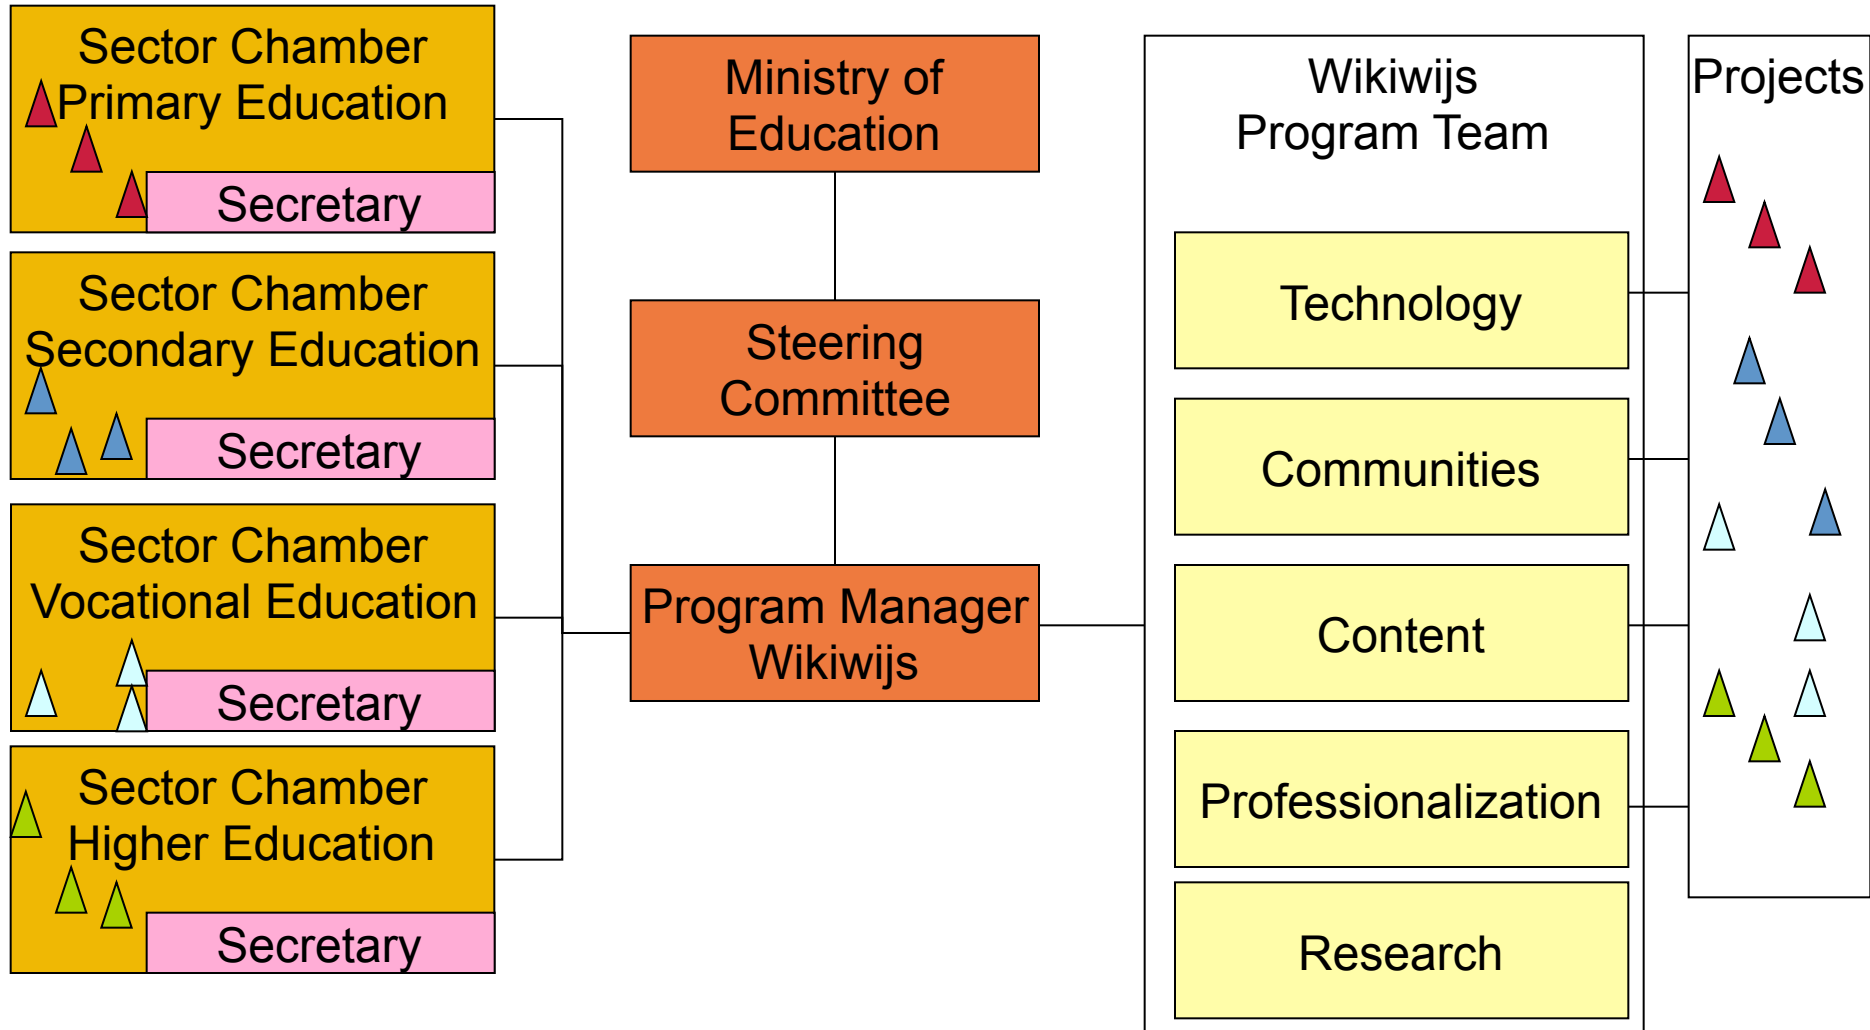 Sector Chamber
Primary Education
Secretary
Sector Chamber
Secondary Education
Secretary
Sector Chamber
Vocational Education
Secretary
Sector Chamber
Higher Education
Secretary
Ministry of
Education
Steering
Committee
Program Manager
Wikiwijs
Wikiwijs
Program Team
Technology
Communities
Content
Professionalization
Research
Projects